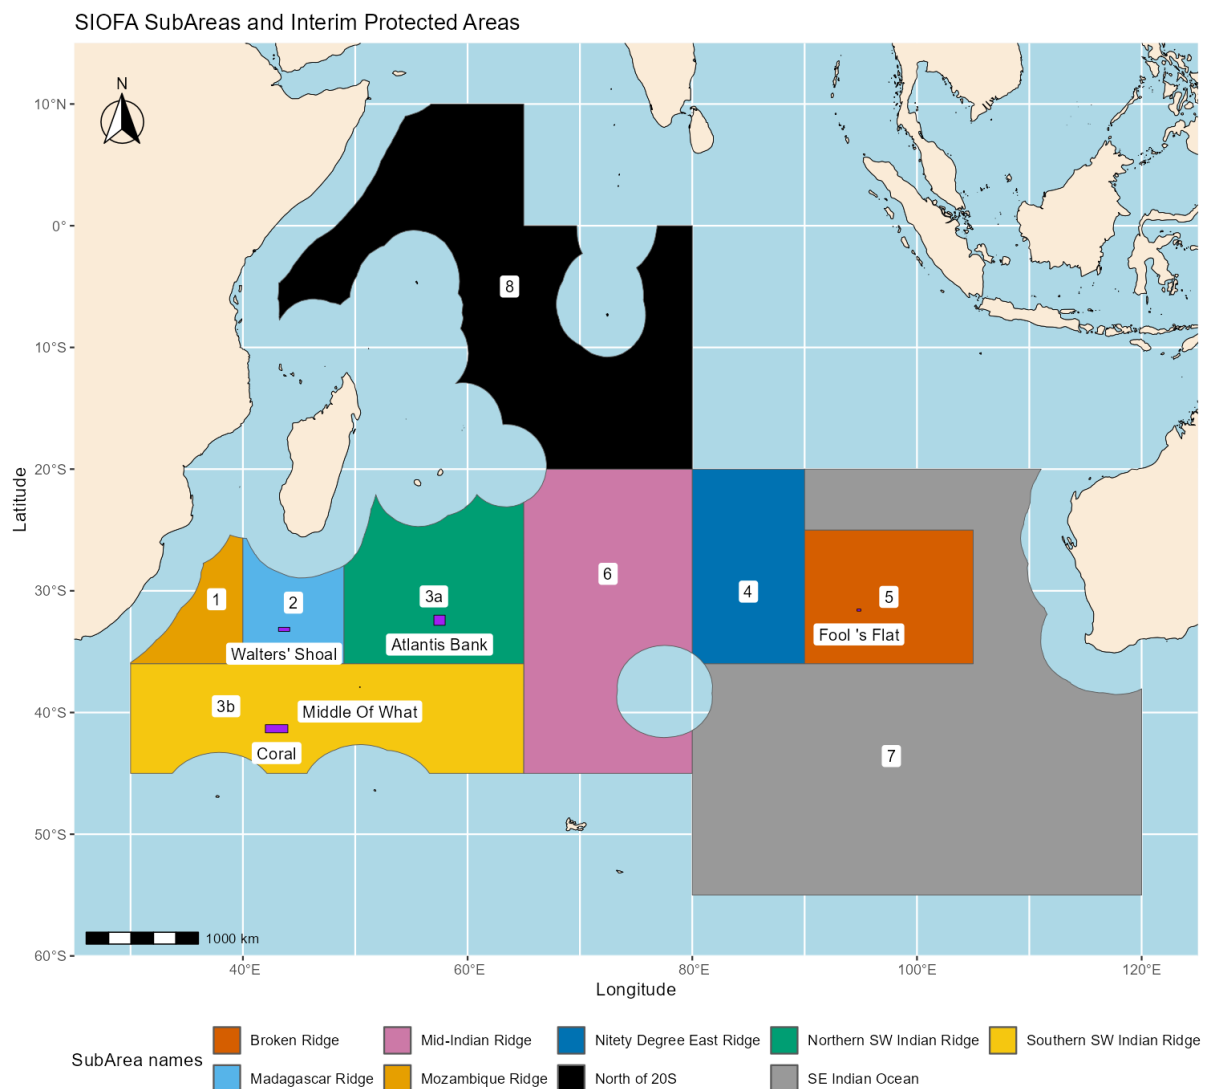 SIOFA SubAreas and Interim Protected Areas
N
10°N
0°
10°S
20°S
30°S
40°S
50°S
60°S
Latitude
8
6
4
5
Fool 's Flat
1
2
Walters' Shoal
3a
Atlantis Bank
3b
Middle Of What
Coral
7
1000 km
40°E
60°E
80°E
100°E
120°E
Longitude
SubArea names
Broken Ridge
Mid-Indian Ridge
Nitety Degree East Ridge
Northern SW Indian Ridge
Southern SW Indian Ridge
Madagascar Ridge
Mozambique Ridge
North of 20S
SE Indian Ocean